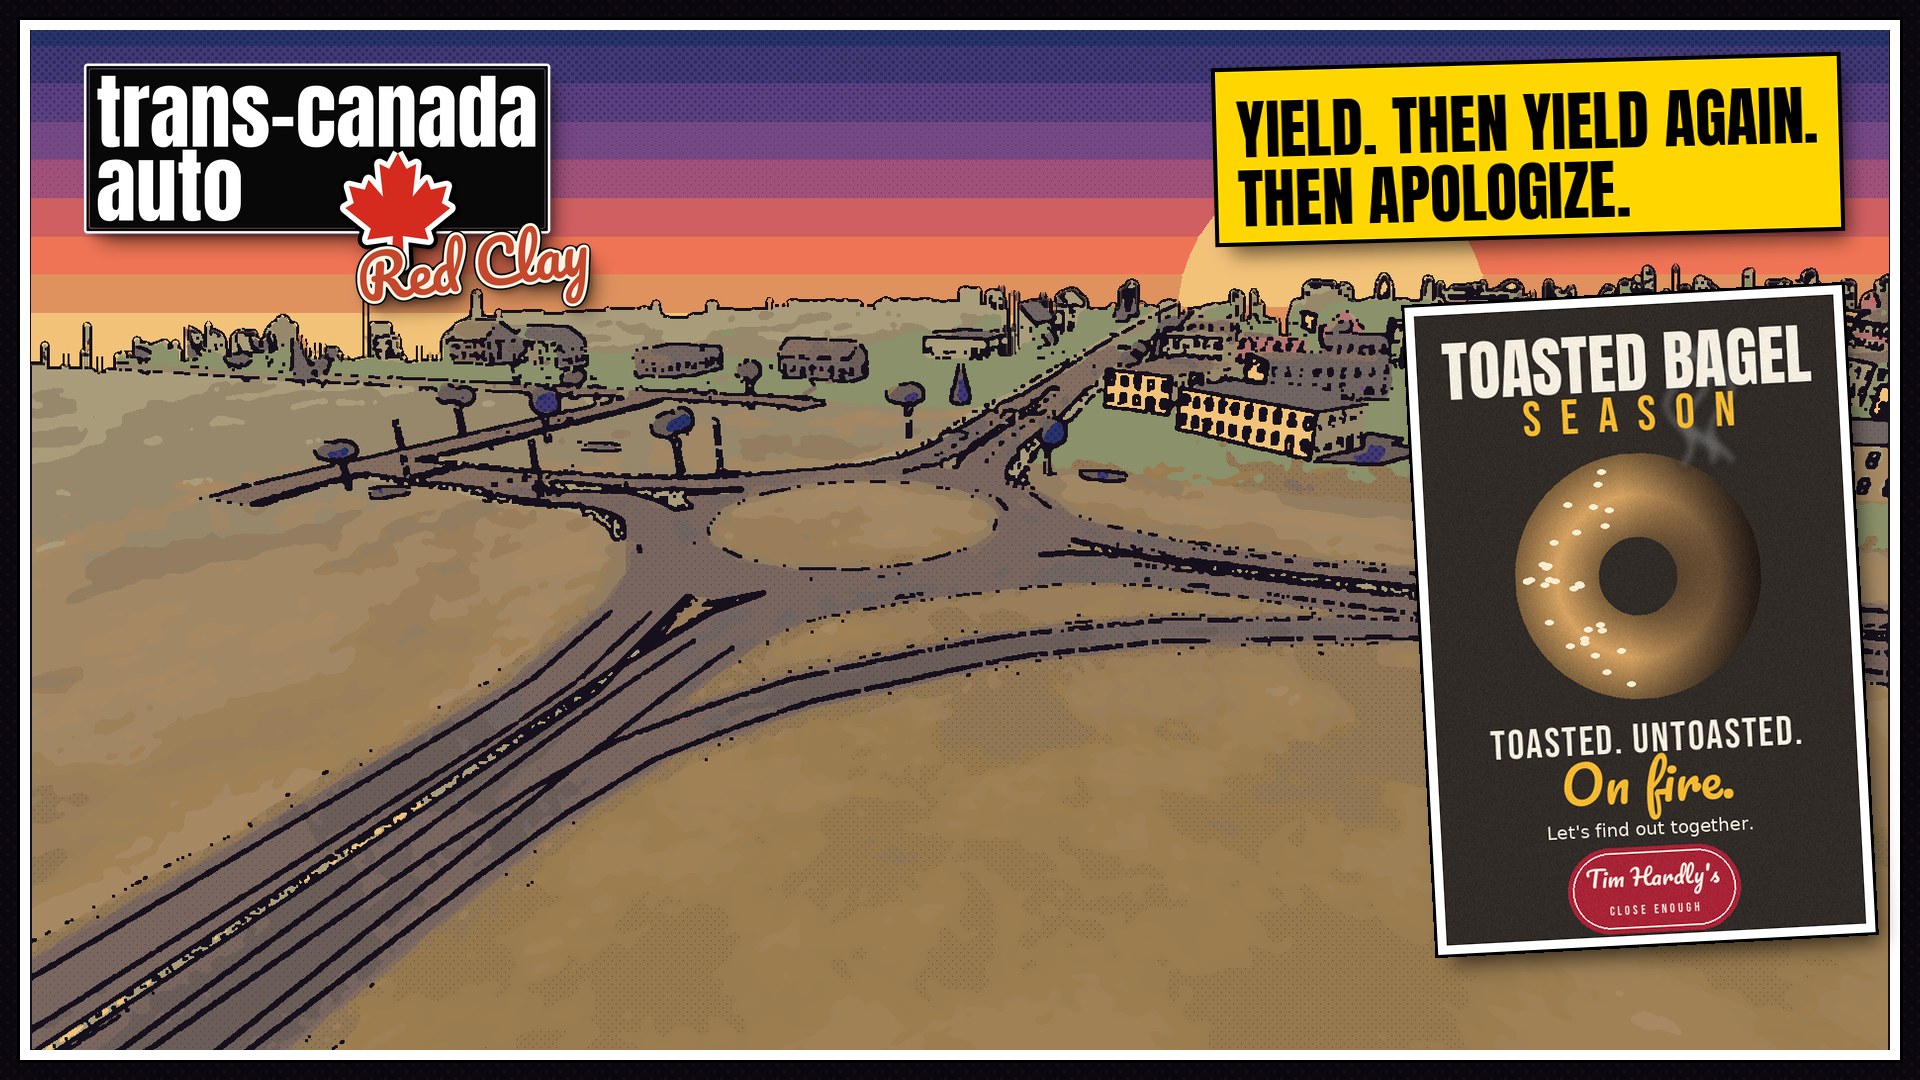 trans-canada
auto
Red Clay
YIELD. THEN YIELD AGAIN.
THEN APOLOGIZE.
TOASTED BAGEL
SEASON
TOASTED. UNTOASTED.
On fire.
Let's find out together.
Tim Hardly's
CLOSE ENOUGH